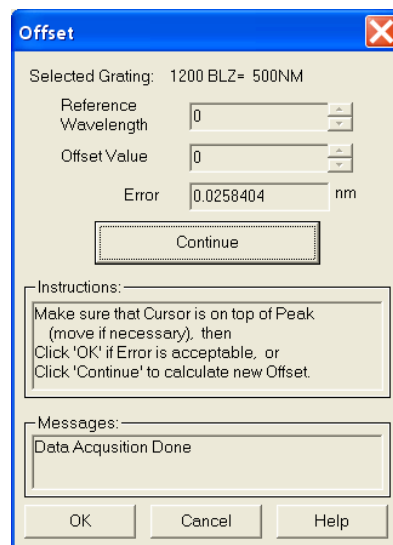 Offset
Selected Grating: 1200 BLZ= 500NM
Reference
Wavelength
0
Offset Value 0
Error 0.0258404 nm
Continue
Instructions:
Make sure that Cursor is on top of Peak
(move if necessary), then
Click 'OK' if Error is acceptable, or
Click 'Continue' to calculate new Offset.
Messages:
Data Acqusition Done
OK Cancel Help